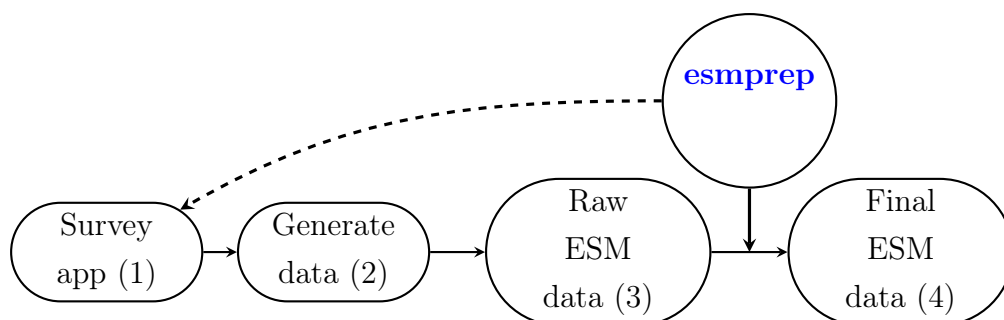 esmprep
Survey
app (1)
Generate
data (2)
Raw
ESM
data (3)
Final
ESM
data (4)